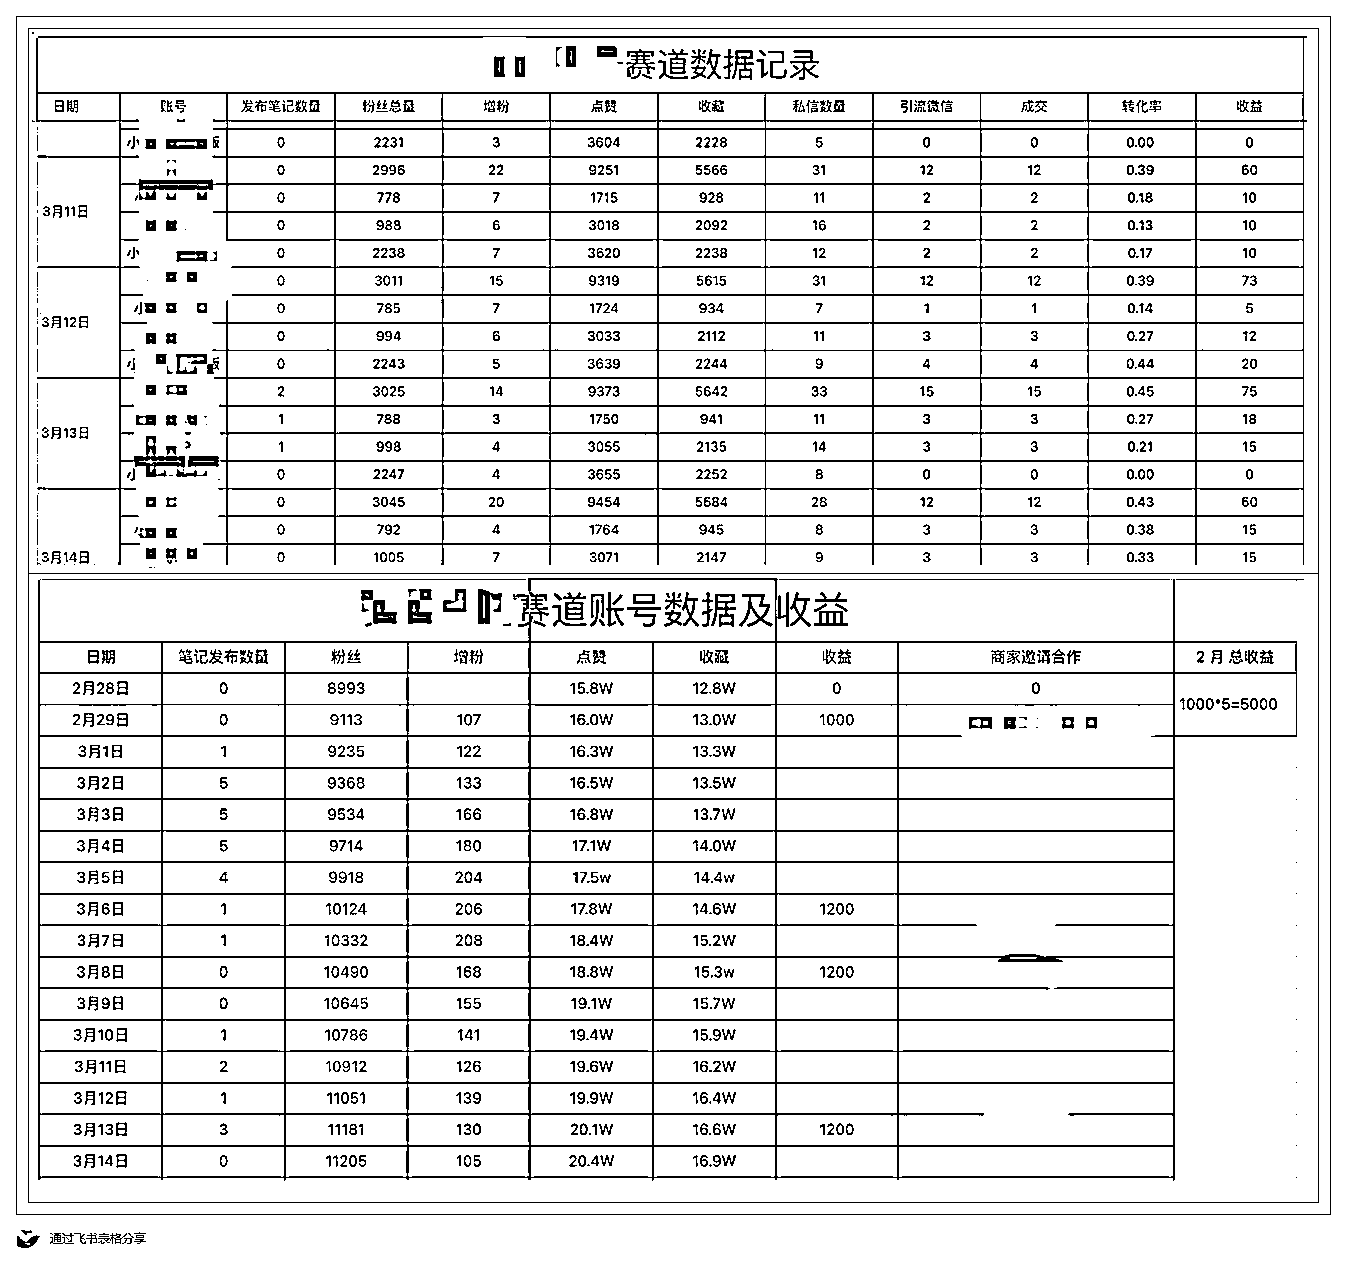 赛道数据记录
日期 账号 发布笔记数量 粉丝总量 增粉 点赞 收藏 私信数量 引流微信 成交 转化率 收益
小 0 2231 3 3604 2228 5 0 0 0.00 0
0 2996 22 9251 5566 31 12 12 0.39 60
0 778 7 1715 928 11 2 2 0.18 10
3月11日
0 988 6 3018 2092 16 2 2 0.13 10
小 0 2238 7 3620 2238 12 2 2 0.17 10
0 3011 15 9319 5615 31 12 12 0.39 73
小 0 785 7 1724 934 7 1 1 0.14 5
3月12日
0 994 6 3033 2112 11 3 3 0.27 12
小 0 2243 5 3639 2244 9 4 4 0.44 20
2 3025 14 9373 5642 33 15 15 0.45 75
1 788 3 1750 941 11 3 3 0.27 18
3月13日
1 998 4 3055 2135 14 3 3 0.21 15
小 0 2247 4 3655 2252 8 0 0 0.00 0
0 3045 20 9454 5684 28 12 12 0.43 60
0 792 4 1764 945 8 3 3 0.38 15
3月14日 0 1005 7 3071 2147 9 3 3 0.33 15
赛道账号数据及收益
日期 笔记发布数量 粉丝 增粉 点赞 收藏 收益 商家邀请合作 2 月 总收益
2月28日 0 8993 15.8W 12.8W 0 0
1000*5=5000
2月29日 0 9113 107 16.0W 13.0W 1000
3月1日 1 9235 122 16.3W 13.3W
3月2日 5 9368 133 16.5W 13.5W
3月3日 5 9534 166 16.8W 13.7W
3月4日 5 9714 180 17.1W 14.0W
3月5日 4 9918 204 17.5w 14.4w
3月6日 1 10124 206 17.8W 14.6W 1200
3月7日 1 10332 208 18.4W 15.2W
3月8日 0 10490 168 18.8W 15.3w 1200
3月9日 0 10645 155 19.1W 15.7W
3月10日 1 10786 141 19.4W 15.9W
3月11日 2 10912 126 19.6W 16.2W
3月12日 1 11051 139 19.9W 16.4W
3月13日 3 11181 130 20.1W 16.6W 1200
3月14日 0 11205 105 20.4W 16.9W
通过飞书表格分享